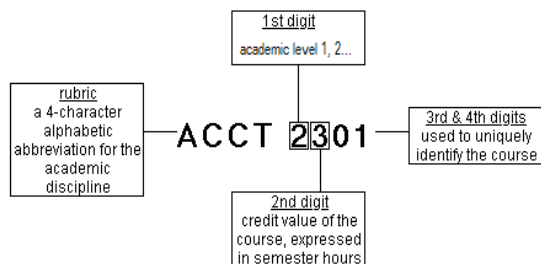 1st digit
academic level 1, 2...
rubric
a 4-character
alphabetic
abbreviation for the
academic
discipline
ACCT 2301
3rd & 4th digits
used to uniquely
identify the course
2nd digit
credit value of the
course, expressed
in semester hours